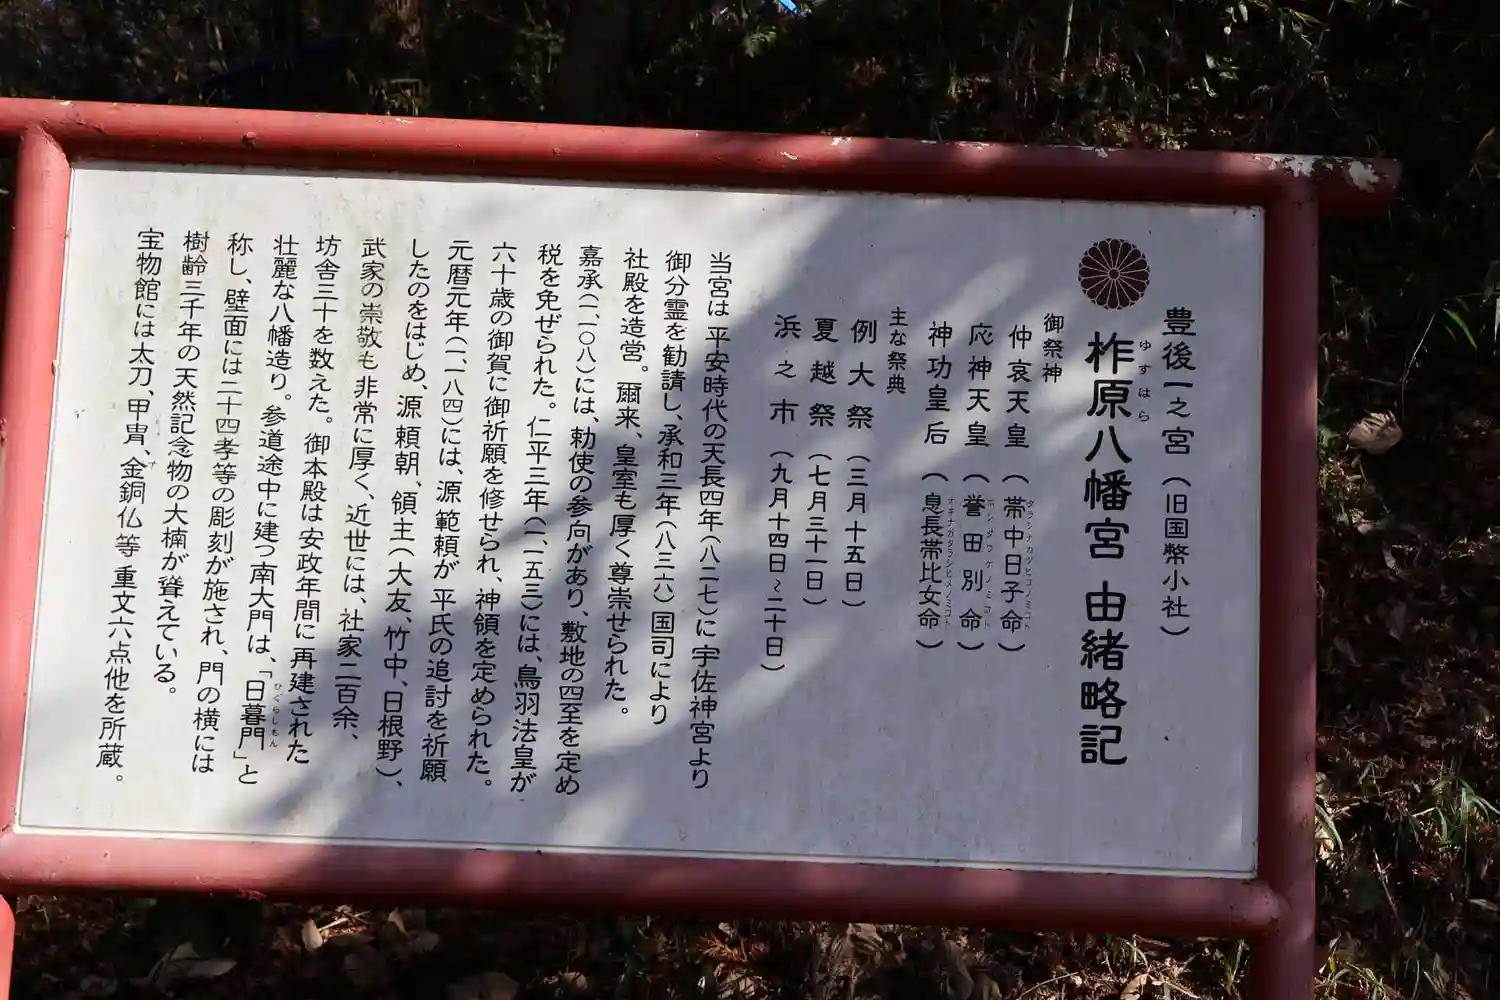 豊後一之宮（旧国幣小社）
柞原八幡宮 由緒略記
ゆすはら
御祭神
仲哀天皇（帯中日子命）
タラシナカツヒコノミコト
応神天皇（誉田別命）
ホンダワケノミコト
神功皇后（息長帯比女命）
オキナガタラシヒメノミコト
主な祭典
例大祭（三月十五日）
夏越祭（七月三十一日）
浜之市（九月十四日～二十日）
当宮は 平安時代の天長四年（八二七）に 宇佐神宮より
御分霊を勧請し、承和三年（八三六）国司により
社殿を造営。爾来、皇室も厚く尊崇せられた。
嘉承（一、一〇八）には、勅使の参向があり、敷地の四至を定め
税を免ぜられた。仁平三年（一、一五三）には、鳥羽法皇が
六十歳の御賀に御祈願を修せられ、神領を定められた。
元暦元年（一、一八四）には、源範頼が 平氏の追討を祈願
したのをはじめ、源頼朝、領主（大友、竹中、日根野）、
武家の崇敬も非常に厚く、近世には、社家二百余、
坊舎三十を数えた。御本殿は安政年間に再建された
壮麗な八幡造り。参道途中に建つ南大門は、「日暮門」と
ひぐらしもん
称し、壁面には二十四孝等の彫刻が施され、門の横には
樹齢三千年の天然記念物の大楠が聳えている。
宝物館には太刀、甲冑、金銅仏等 重文六点他を所蔵。